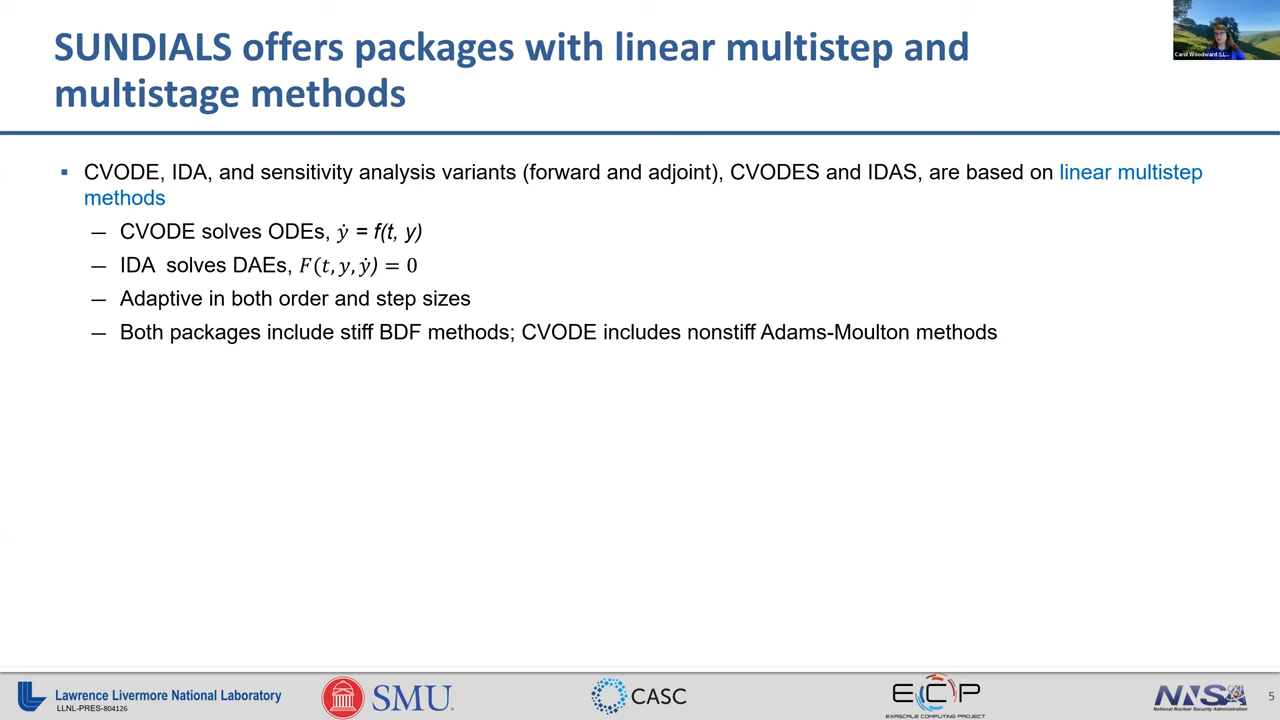 SUNDIALS offers packages with linear multistep and
multistage methods
Carol Woodward (LL...
▪ CVODE, IDA, and sensitivity analysis variants (forward and adjoint), CVODES and IDAS, are based on linear multistep
methods
— CVODE solves ODEs, ẏ = f(t, y)
— IDA solves DAEs, F(t, y, ẏ) = 0
— Adaptive in both order and step sizes
— Both packages include stiff BDF methods; CVODE includes nonstiff Adams-Moulton methods
Lawrence Livermore National Laboratory
LLNL-PRES-804126
SMU
CASC
ECP
EXASCALE COMPUTING PROJECT
NNSA
National Nuclear Security Administration
5